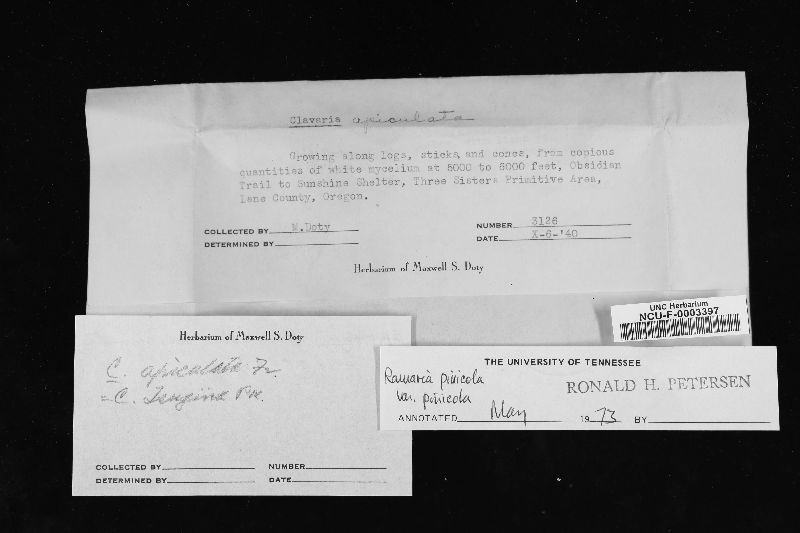 Clavaria apiculata
Growing along logs, sticks, and cones, from copious
quantities of white mycelium at 5000 to 6000 feet, Obsidian
Trail to Sunshine Shelter, Three Sisters Primitive Area,
Lane County, Oregon.
COLLECTED BY M.Doty
NUMBER 3126
DETERMINED BY
DATE X-6-'40
Herbarium of Maxwell S. Doty
UNC Herbarium
NCU-F-0003397
Herbarium of Maxwell S. Doty
C. apiculata Fr.
= C.
COLLECTED BY NUMBER
DETERMINED BY DATE
THE UNIVERSITY OF TENNESSEE
Ramaria pinicola
var. pinicola
RONALD H. PETERSEN
ANNOTATED May 1973 BY